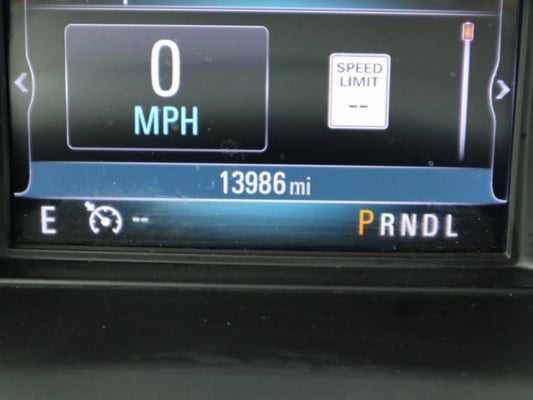 0
MPH
SPEED
LIMIT
--
13986 mi
E
--
PRNDL